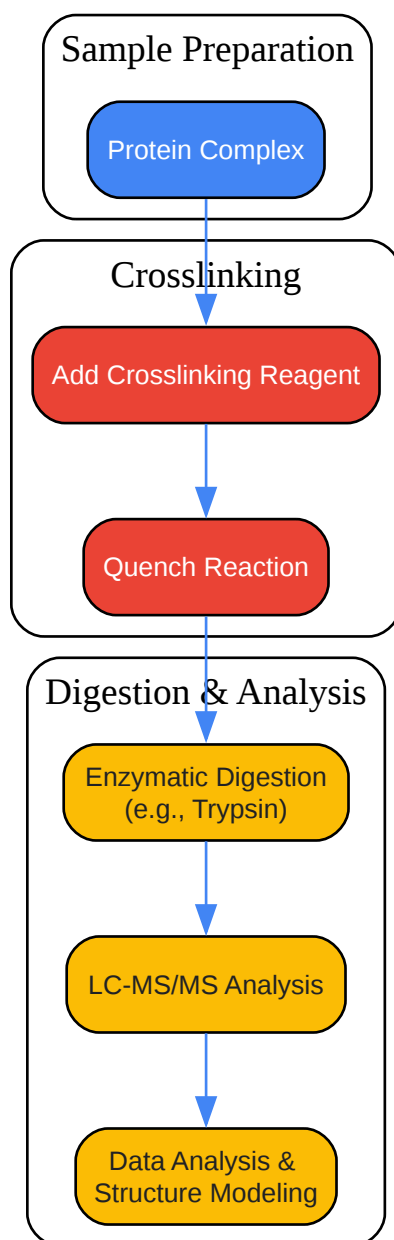 Sample Preparation
Protein Complex
Crosslinking
Add Crosslinking Reagent
Quench Reaction
Digestion & Analysis
Enzymatic Digestion
(e.g., Trypsin)
LC-MS/MS Analysis
Data Analysis &
Structure Modeling